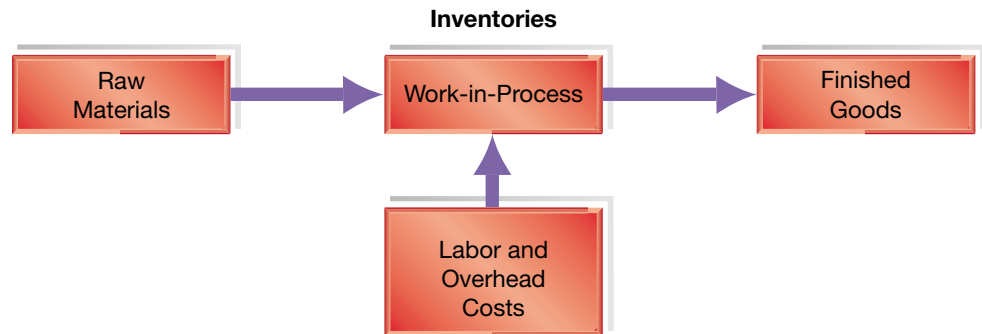 Inventories
Raw
Materials
Work-in-Process
Finished
Goods
Labor and
Overhead
Costs